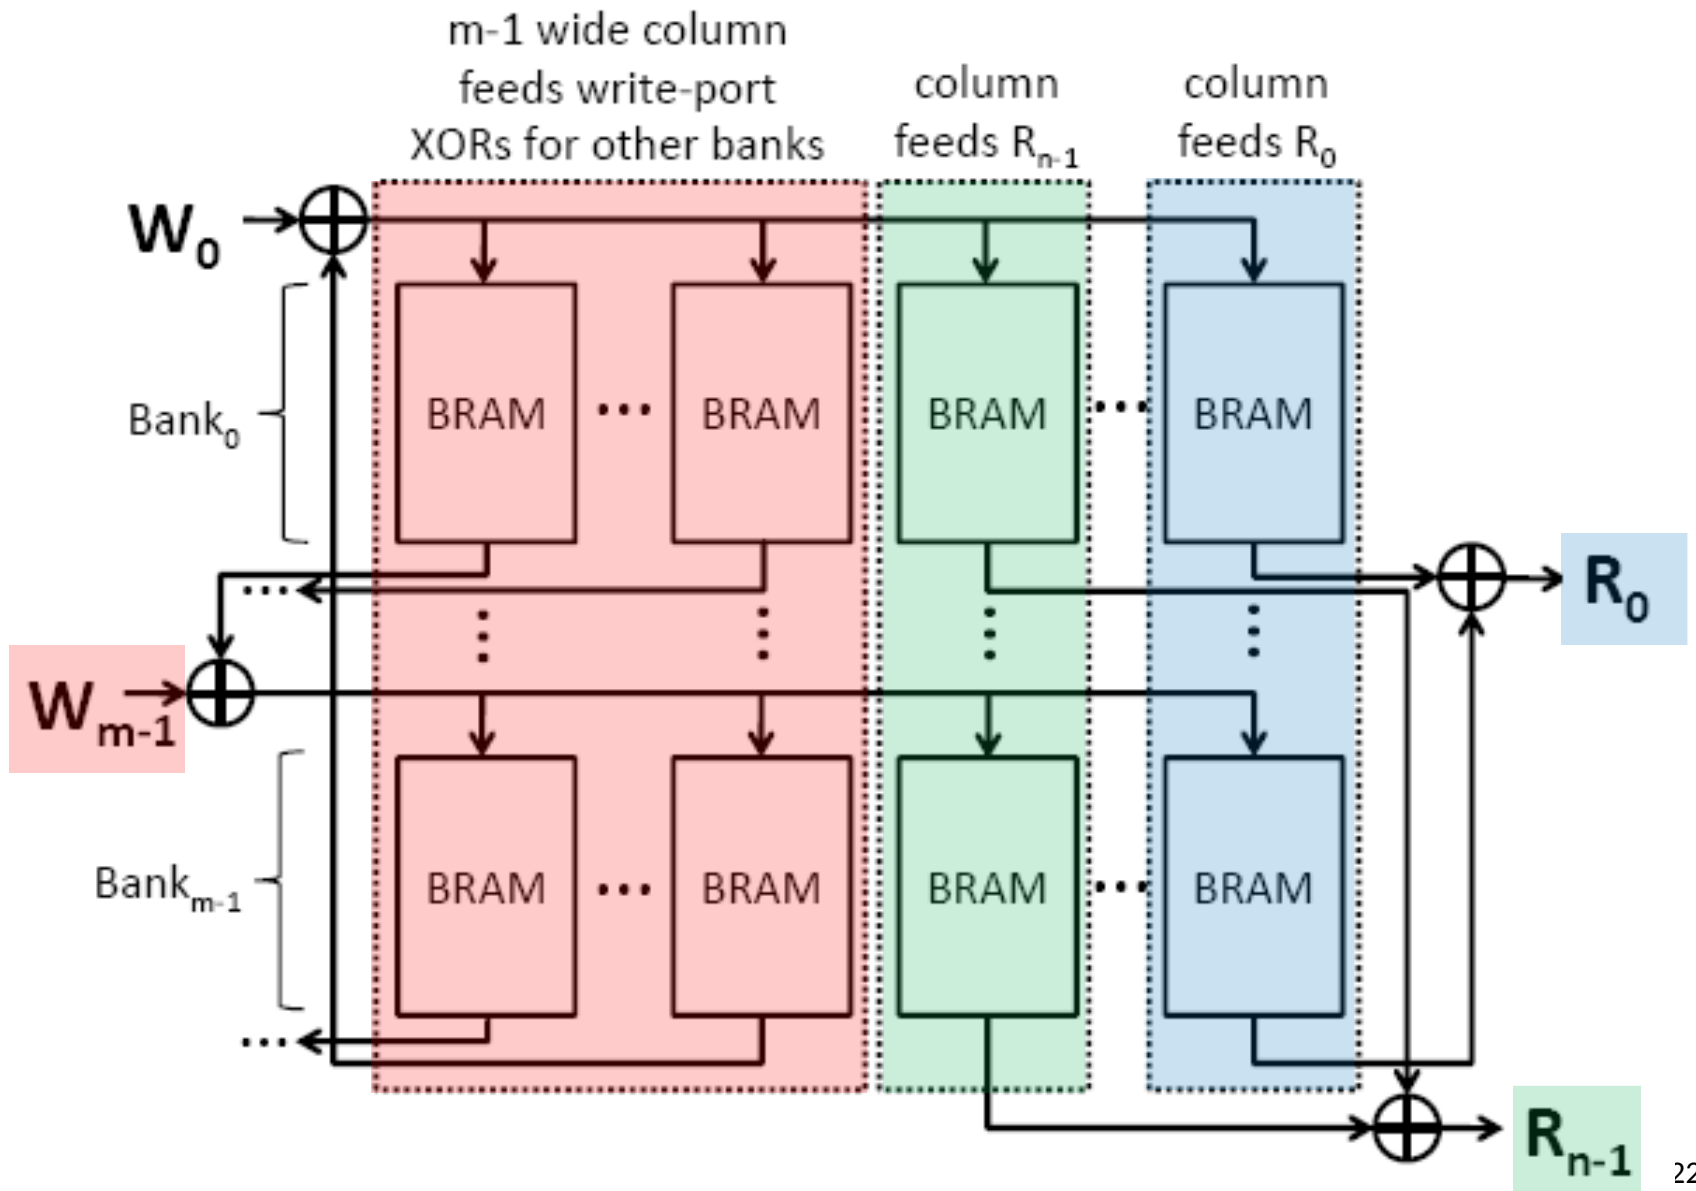 m-1 wide column
feeds write-port
XORs for other banks
column
feeds Rn-1
column
feeds R0
W0
Bank0
BRAM ... BRAM BRAM ... BRAM
...
R0
Wm-1
Bankm-1
BRAM ... BRAM BRAM ... BRAM
...
Rn-1
22